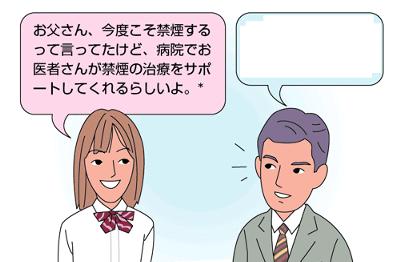 お父さん、今度こそ禁煙する
って言ってたけど、病院でお
医者さんが禁煙の治療をサポ
ートしてくれるらしいよ。*